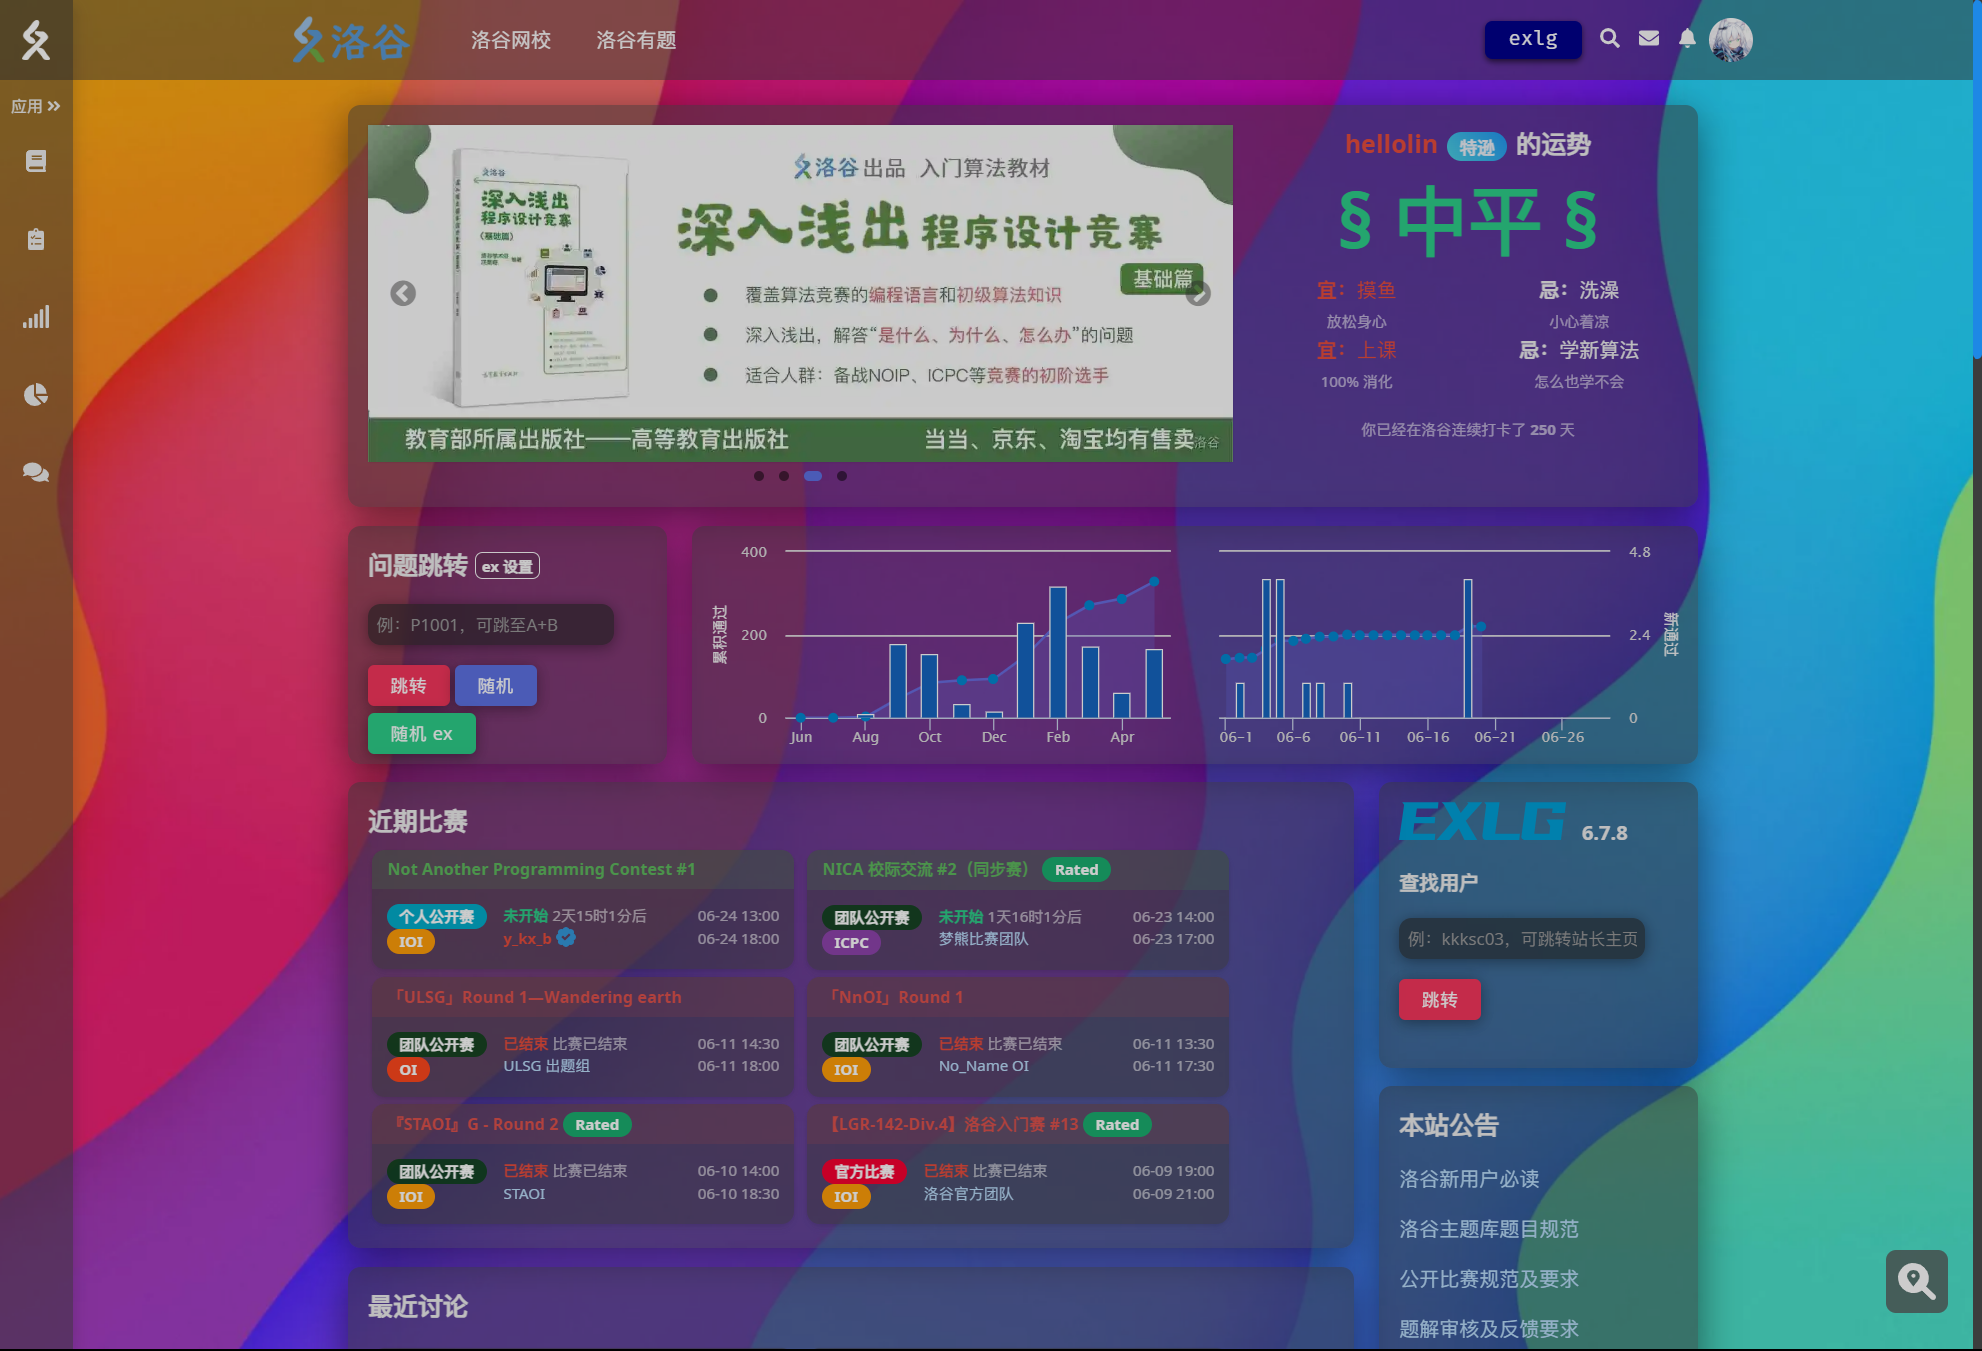 洛谷
洛谷网校
洛谷有题
exlg
应用
洛谷
深入浅出
程序设计竞赛
(基础篇)
洛谷出品 入门算法教材
深入浅出 程序设计竞赛
基础篇
覆盖算法竞赛的编程语言和初级算法知识
深入浅出，解答“是什么、为什么、怎么办”的问题
适合人群：备战NOIP、ICPC等竞赛的初阶选手
教育部所属出版社——高等教育出版社
当当、京东、淘宝均有售卖
洛谷
hellolin 特逊 的运势
§ 中平 §
宜：摸鱼
放松身心
宜：上课
100% 消化
忌：洗澡
小心着凉
忌：学新算法
怎么也学不会
你已经在洛谷连续打卡了 250 天
问题跳转 ex 设置
例：P1001，可跳至A+B
跳转 随机
随机 ex
累积通过
400
200
0
Jun Aug Oct Dec Feb Apr
4.8
2.4
0
新通过
06-1 06-6 06-11 06-16 06-21 06-26
近期比赛
Not Another Programming Contest #1
个人公开赛
IOI
未开始 2天15时1分后
y_kx_b
06-24 13:00
06-24 18:00
NICA 校际交流 #2（同步赛） Rated
团队公开赛
ICPC
未开始 1天16时1分后
梦熊比赛团队
06-23 14:00
06-23 17:00
「ULSG」Round 1—Wandering earth
团队公开赛
OI
已结束 比赛已结束
ULSG 出题组
06-11 14:30
06-11 18:00
「NnOI」Round 1
团队公开赛
IOI
已结束 比赛已结束
No_Name OI
06-11 13:30
06-11 17:30
『STAOI』G - Round 2 Rated
团队公开赛
IOI
已结束 比赛已结束
STAOI
06-10 14:00
06-10 18:30
【LGR-142-Div.4】洛谷入门赛 #13 Rated
官方比赛
IOI
已结束 比赛已结束
洛谷官方团队
06-09 19:00
06-09 21:00
最近讨论
EXLG 6.7.8
查找用户
例：kkksc03，可跳转站长主页
跳转
本站公告
洛谷新用户必读
洛谷主题库题目规范
公开比赛规范及要求
题解审核及反馈要求